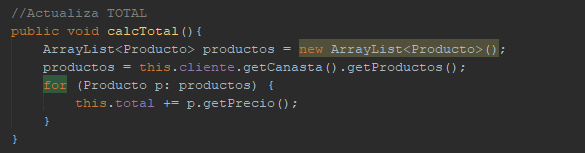 //Actualiza TOTAL
public void calcTotal(){
ArrayList<Producto> productos = new ArrayList<Producto>();
productos = this.cliente.getCanasta().getProductos();
for (Producto p: productos) {
this.total += p.getPrecio();
}
}